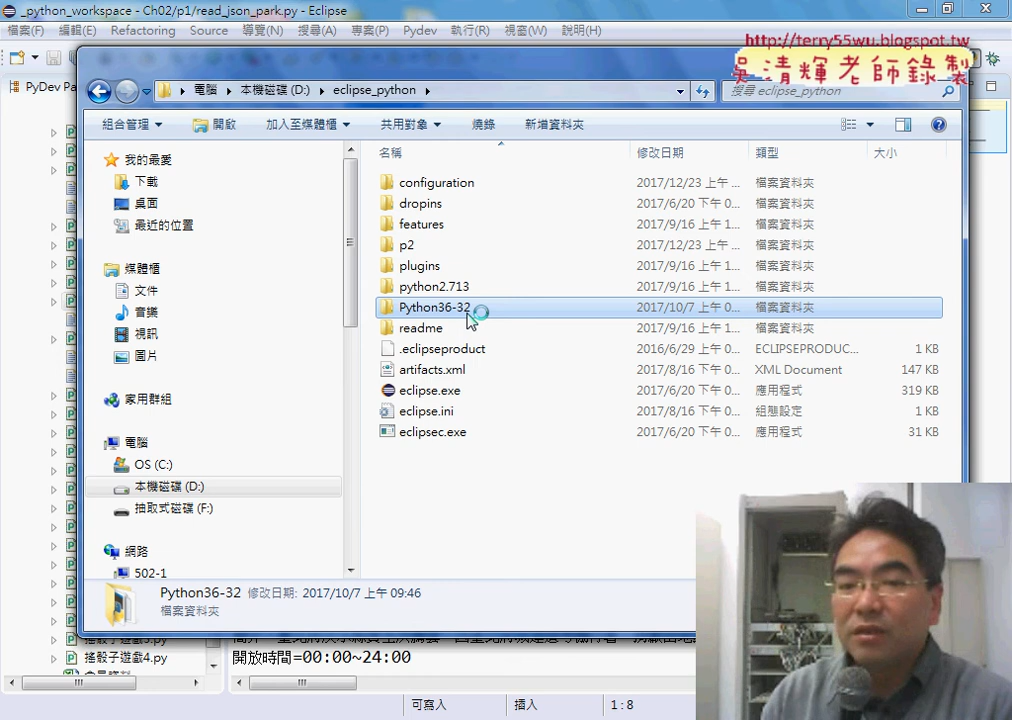 _python_workspace - Ch02/p1/read_json_park.py - Eclipse
檔案(F) 編輯(E) Refactoring Source 導覽(N) 搜尋(A) 專案(P) Pydev 執行(R) 視窗(W) 說明(H)
http://terry55wu.blogspot.tw
吳清輝老師錄製
PyDev Pa
電腦 本機磁碟 (D:) eclipse_python
搜尋 eclipse_python
組合管理 開啟 加入至媒體櫃 共用對象 燒錄 新增資料夾
我的最愛
下載
桌面
最近的位置
媒體櫃
文件
音樂
視訊
圖片
家用群組
電腦
OS (C:)
本機磁碟 (D:)
抽取式磁碟 (F:)
網路
502-1
名稱 修改日期 類型 大小
configuration 2017/12/23 上午 ... 檔案資料夾
dropins 2017/6/20 下午 0... 檔案資料夾
features 2017/9/16 上午 1... 檔案資料夾
p2 2017/12/23 上午 ... 檔案資料夾
plugins 2017/9/16 上午 1... 檔案資料夾
python2.713 2017/9/16 上午 1... 檔案資料夾
Python36-32 2017/10/7 上午 0... 檔案資料夾
readme 2017/9/16 上午 1... 檔案資料夾
.eclipseproduct 2016/6/29 上午 1... ECLIPSEPRODUC... 1 KB
artifacts.xml 2017/8/16 下午 0... XML Document 147 KB
eclipse.exe 2017/6/20 下午 0... 應用程式 319 KB
eclipse.ini 2017/8/16 下午 0... 組態設定 1 KB
eclipsec.exe 2017/6/20 下午 0... 應用程式 31 KB
Python36-32 修改日期: 2017/10/7 上午 09:46
檔案資料夾
搖骰子遊戲4.py
開放時間=00:00~24:00
可寫入 插入 1:8